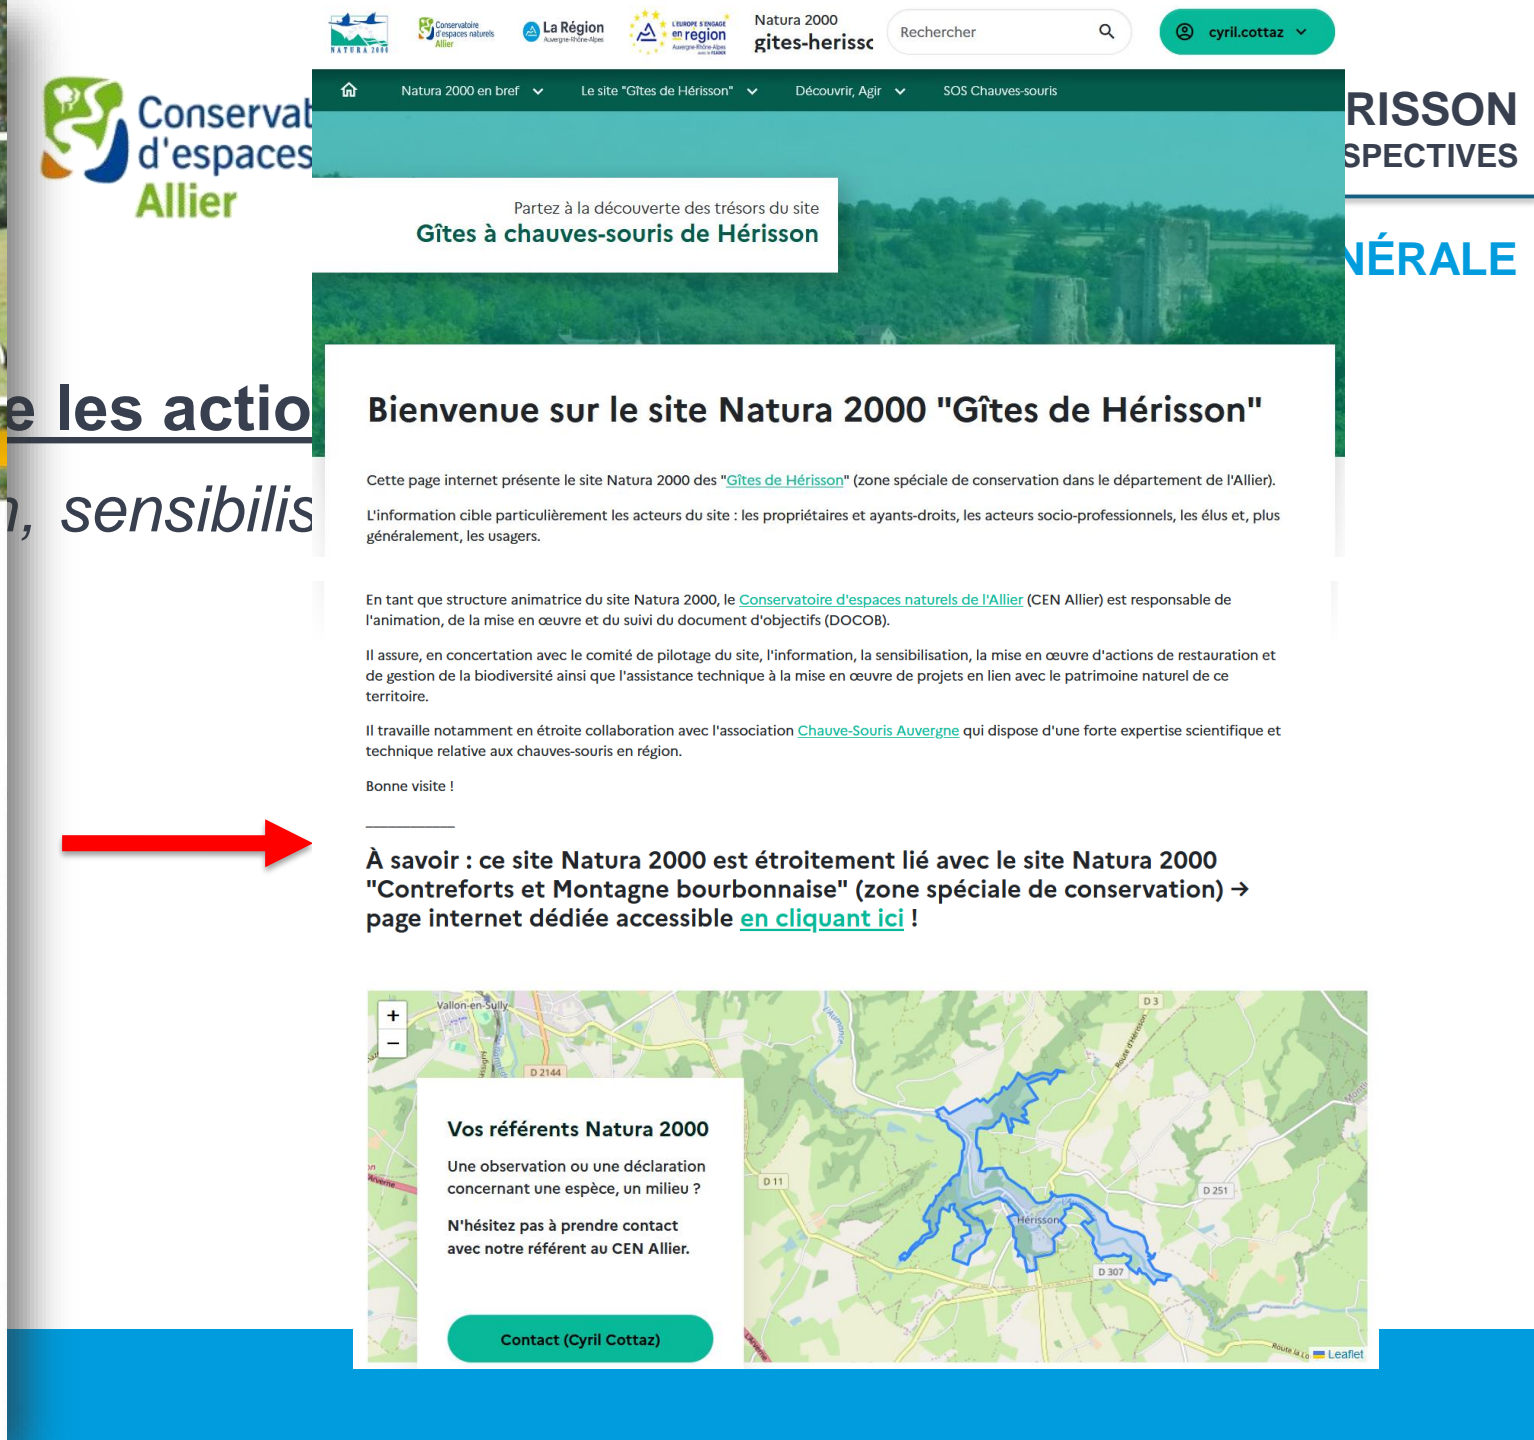 NATURA 2000
Conservatoire
d'espaces naturels
Allier
La Région
Auvergne-Rhône-Alpes
L'EUROPE S'ENGAGE
en région
Auvergne-Rhône-Alpes
avec le FEADER
Natura 2000
gites-herisso
Rechercher
cyril.cottaz
Natura 2000 en bref
Le site "Gîtes de Hérisson"
Découvrir, Agir
SOS Chauves-souris
Conservat
d'espaces
Allier
RISSON
SPECTIVES
NÉRALE
Partez à la découverte des trésors du site
Gîtes à chauves-souris de Hérisson
e les actio
n, sensibilis
Bienvenue sur le site Natura 2000 "Gîtes de Hérisson"
Cette page internet présente le site Natura 2000 des "Gîtes de Hérisson" (zone spéciale de conservation dans le département de l'Allier).
L'information cible particulièrement les acteurs du site : les propriétaires et ayants-droits, les acteurs socio-professionnels, les élus et, plus
généralement, les usagers.
En tant que structure animatrice du site Natura 2000, le Conservatoire d'espaces naturels de l'Allier (CEN Allier) est responsable de
l'animation, de la mise en œuvre et du suivi du document d'objectifs (DOCOB).
Il assure, en concertation avec le comité de pilotage du site, l'information, la sensibilisation, la mise en œuvre d'actions de restauration et
de gestion de la biodiversité ainsi que l'assistance technique à la mise en œuvre de projets en lien avec le patrimoine naturel de ce
territoire.
Il travaille notamment en étroite collaboration avec l'association Chauve-Souris Auvergne qui dispose d'une forte expertise scientifique et
technique relative aux chauves-souris en région.
Bonne visite !
____________
À savoir : ce site Natura 2000 est étroitement lié avec le site Natura 2000
"Contreforts et Montagne bourbonnaise" (zone spéciale de conservation) →
page internet dédiée accessible en cliquant ici !
+
−
Vallon-en-Sully
D 2144
L'Aumance
D 3
Route d'Hérisson
D 11
D 251
Hérisson
D 307
Vos référents Natura 2000
Une observation ou une déclaration
concernant une espèce, un milieu ?
N'hésitez pas à prendre contact
avec notre référent au CEN Allier.
Contact (Cyril Cottaz)
Leaflet